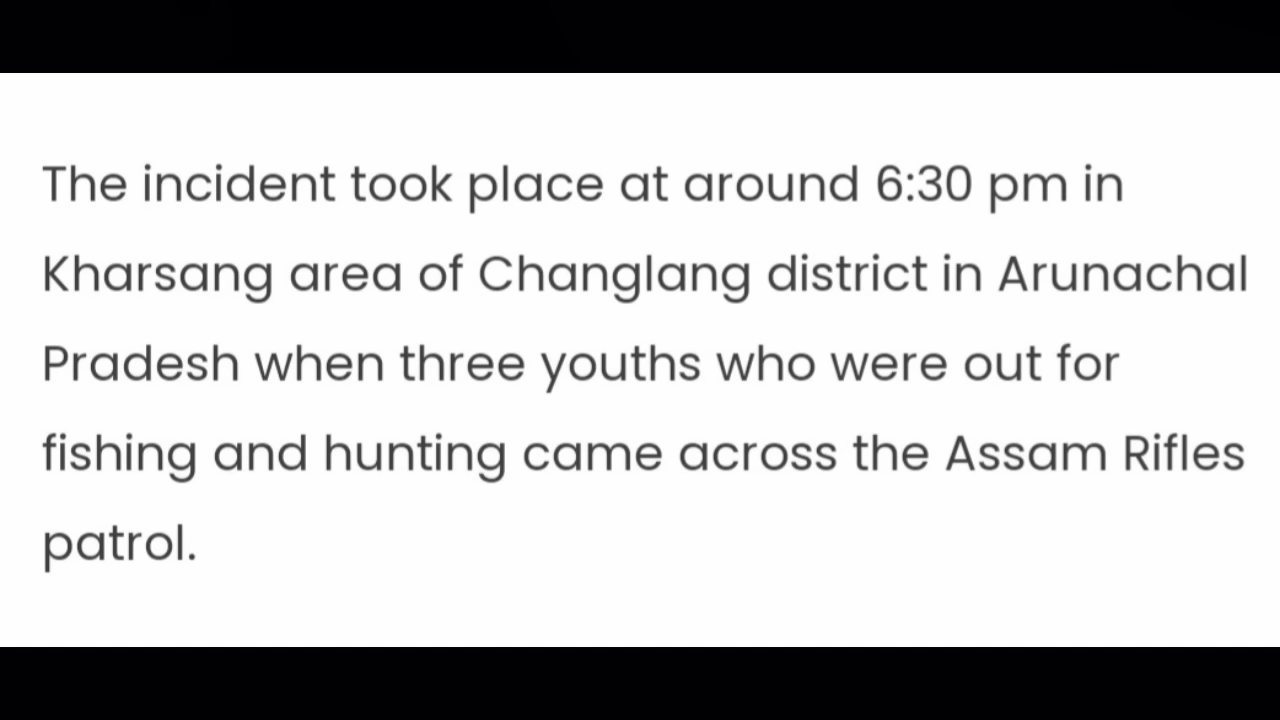 The incident took place at around 6:30 pm in
Kharsang area of Changlang district in Arunachal
Pradesh when three youths who were out for
fishing and hunting came across the Assam Rifles
patrol.